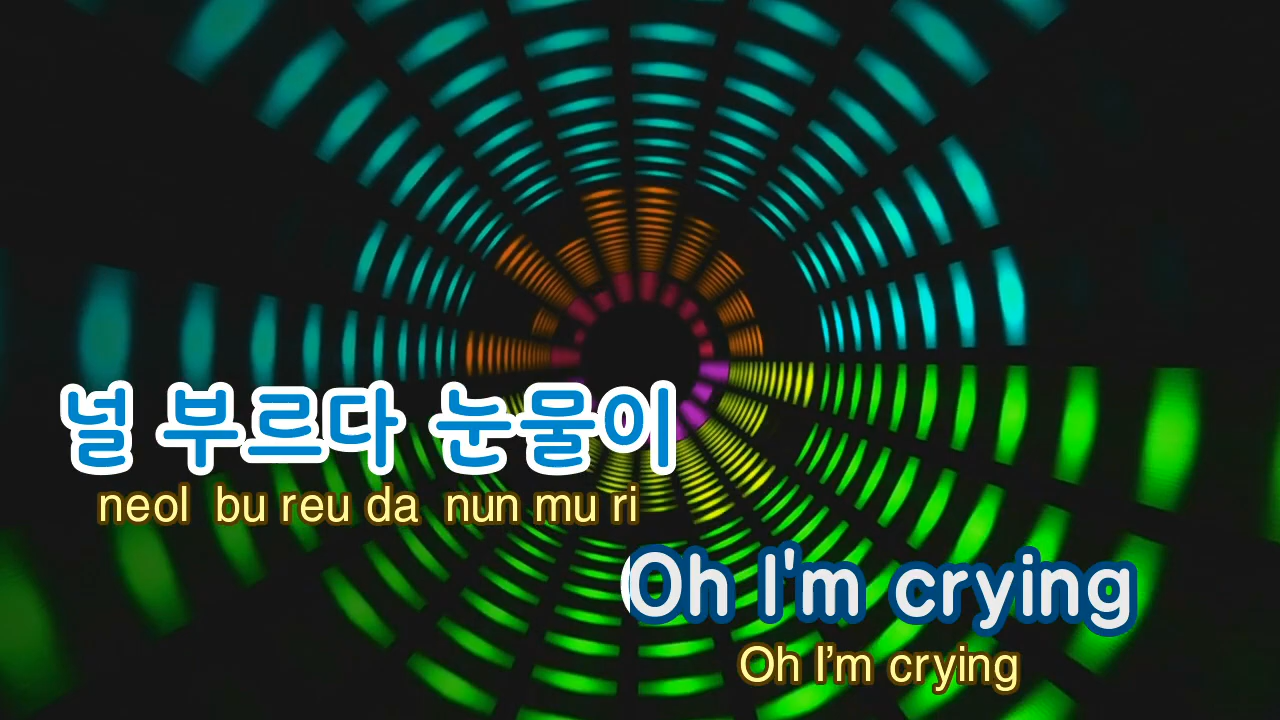 널 부르다 눈물이
neol bu reu da nun mu ri
Oh I'm crying
Oh I’m crying